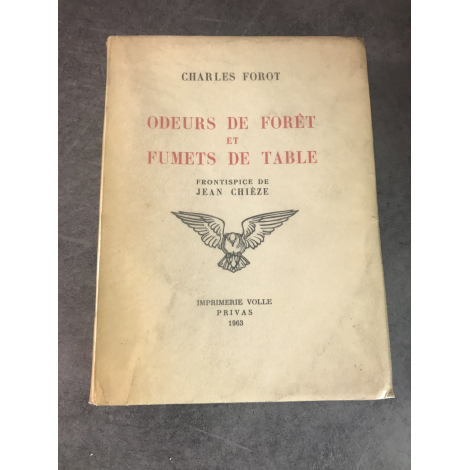 CHARLES FOROT
ODEURS DE FORÊT
ET
FUMETS DE TABLE
FRONTISPICE DE
JEAN CHIÈZE
IMPRIMERIE VOLLE
PRIVAS
1963